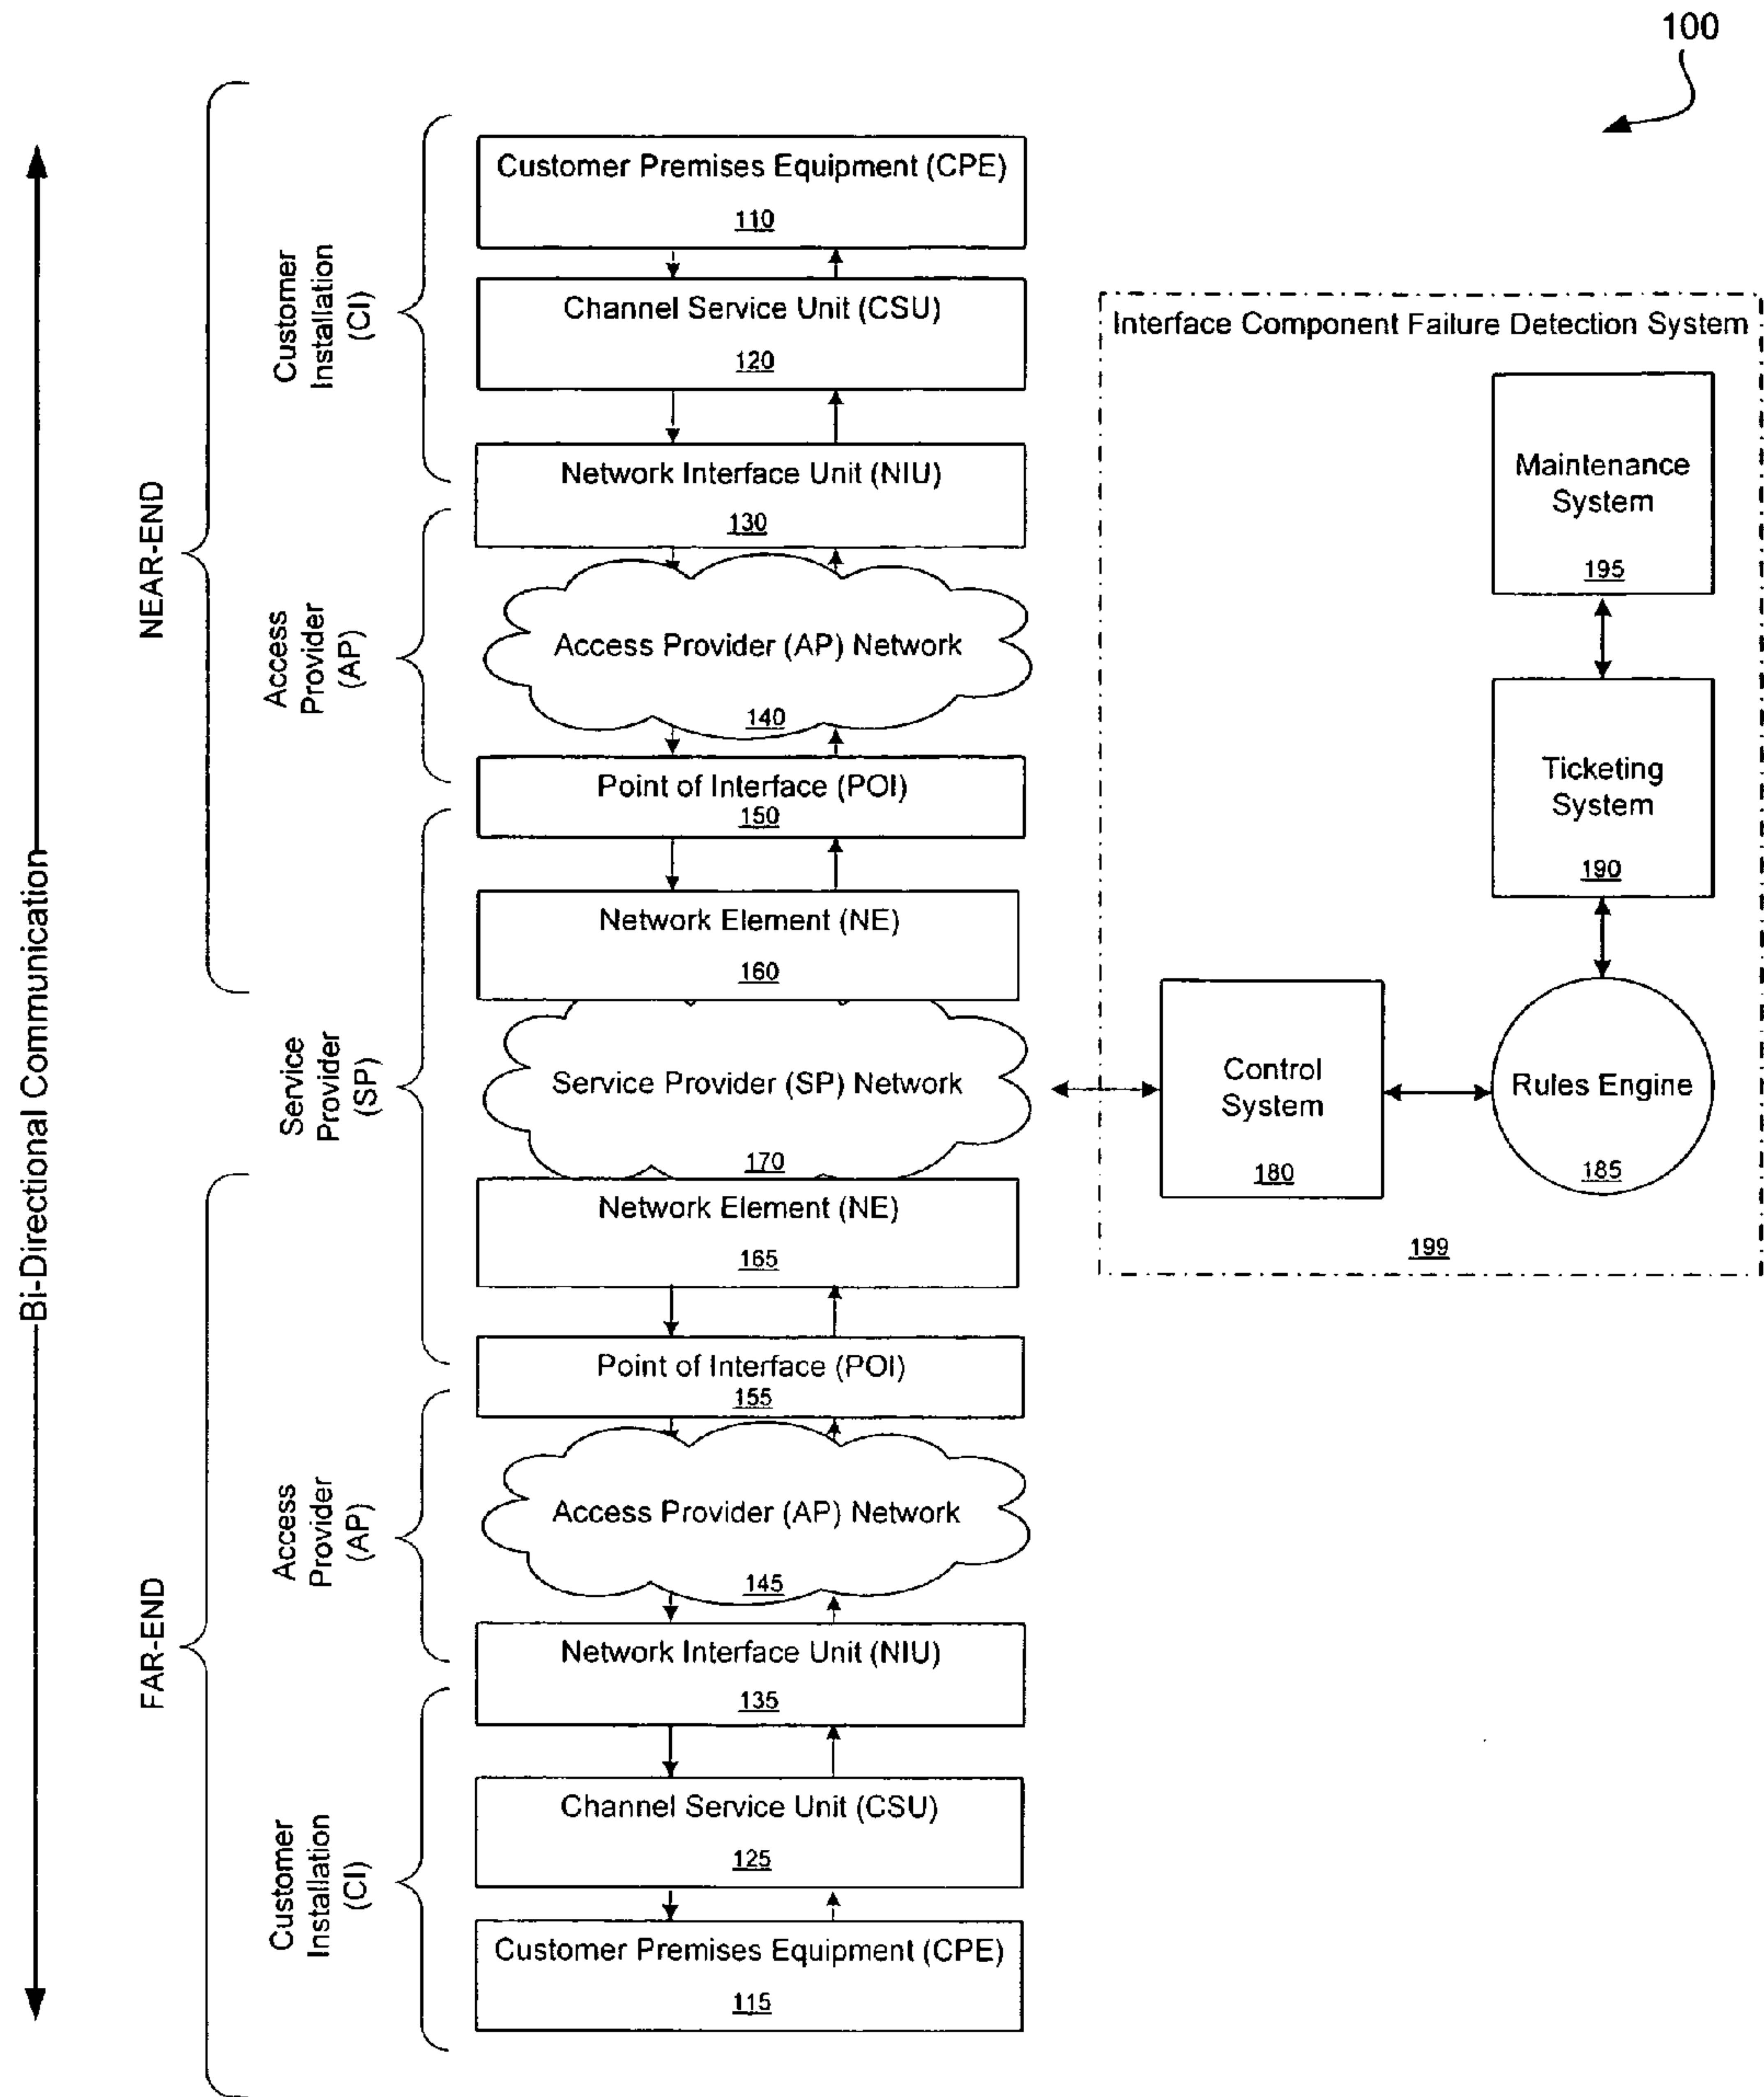 100
Bi-Directional Communication
NEAR-END
FAR-END
Customer
Installation
(CI)
Access
Provider
(AP)
Service
Provider
(SP)
Access
Provider
(AP)
Customer
Installation
(CI)
Customer Premises Equipment (CPE)
110
Channel Service Unit (CSU)
120
Network Interface Unit (NIU)
130
Access Provider (AP) Network
140
Point of Interface (POI)
150
Network Element (NE)
160
Service Provider (SP) Network
170
Network Element (NE)
165
Point of Interface (POI)
155
Access Provider (AP) Network
145
Network Interface Unit (NIU)
135
Channel Service Unit (CSU)
125
Customer Premises Equipment (CPE)
115
Interface Component Failure Detection System
Maintenance
System
195
Ticketing
System
190
Control
System
180
Rules Engine
185
199